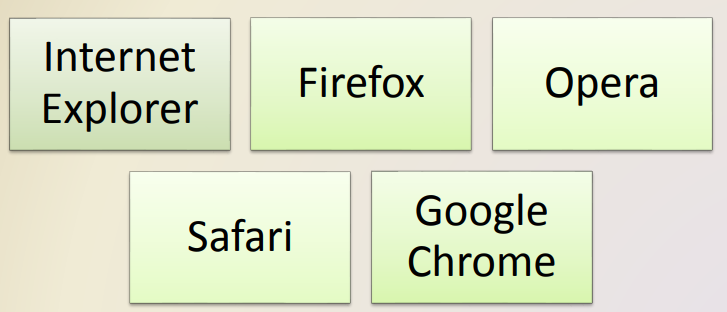 Internet
Explorer
Firefox
Opera
Safari
Google
Chrome